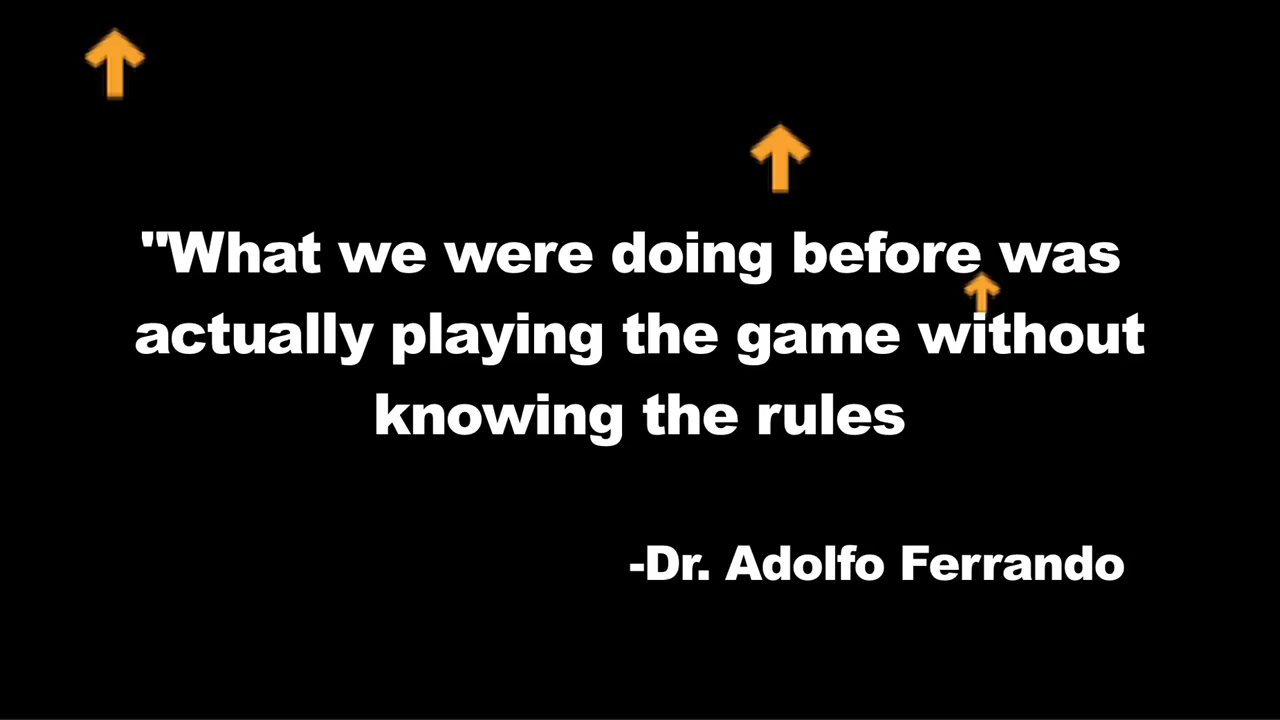 "What we were doing before was
actually playing the game without
knowing the rules
-Dr. Adolfo Ferrando